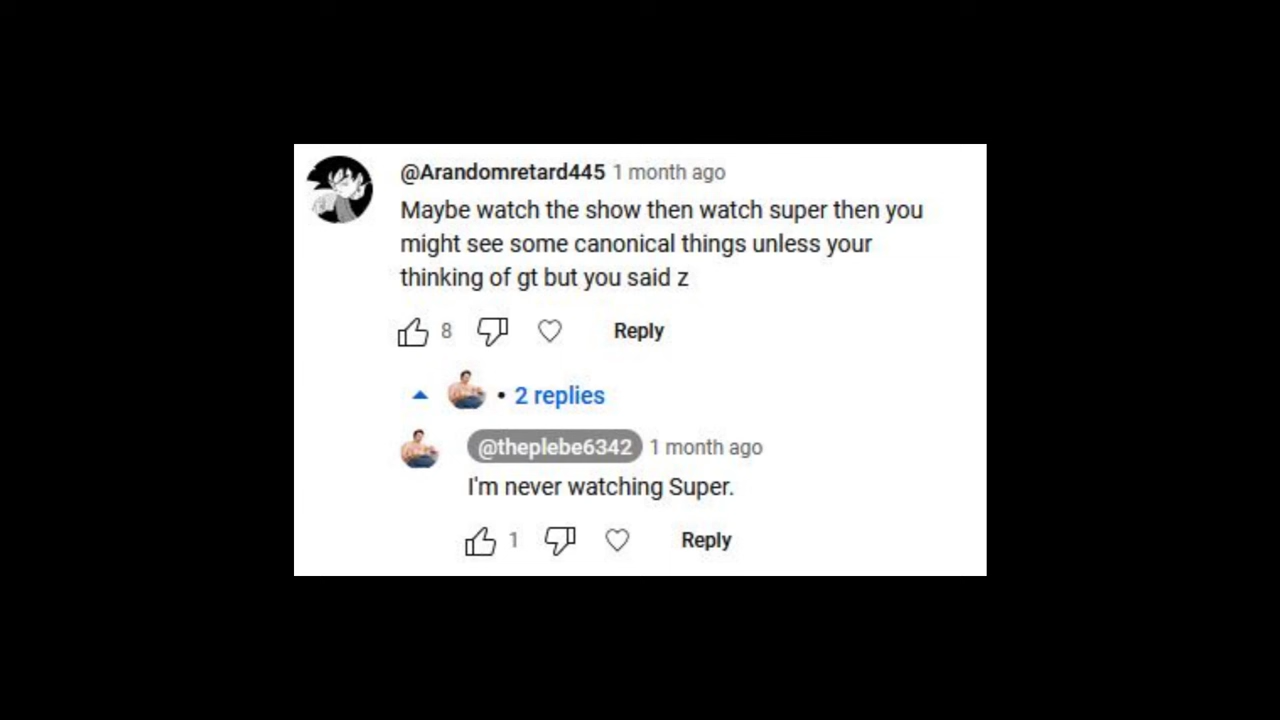 @Arandomretard445 1 month ago
Maybe watch the show then watch super then you
might see some canonical things unless your
thinking of gt but you said z
8 Reply
• 2 replies
@theplebe6342 1 month ago
I'm never watching Super.
1 Reply